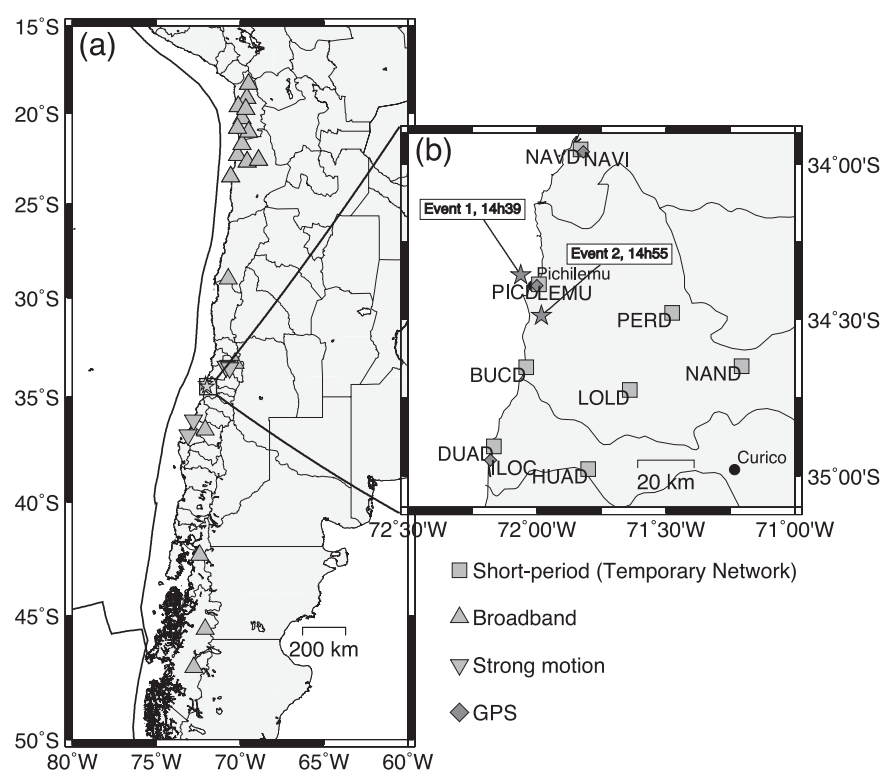 (a)
15°S
20°S
25°S
30°S
35°S
40°S
45°S
50°S
80°W 75°W 70°W 65°W 60°W
200 km
(b)
NAVD NAVI
Event 1, 14h39
Event 2, 14h55
Pichilemu
PICD LEMU
PERD
BUCD
NAND
LOLD
DUAD
ILOC
HUAD
Curico
20 km
34°00'S
34°30'S
35°00'S
72°30'W 72°00'W 71°30'W 71°00'W
Short-period (Temporary Network)
Broadband
Strong motion
GPS